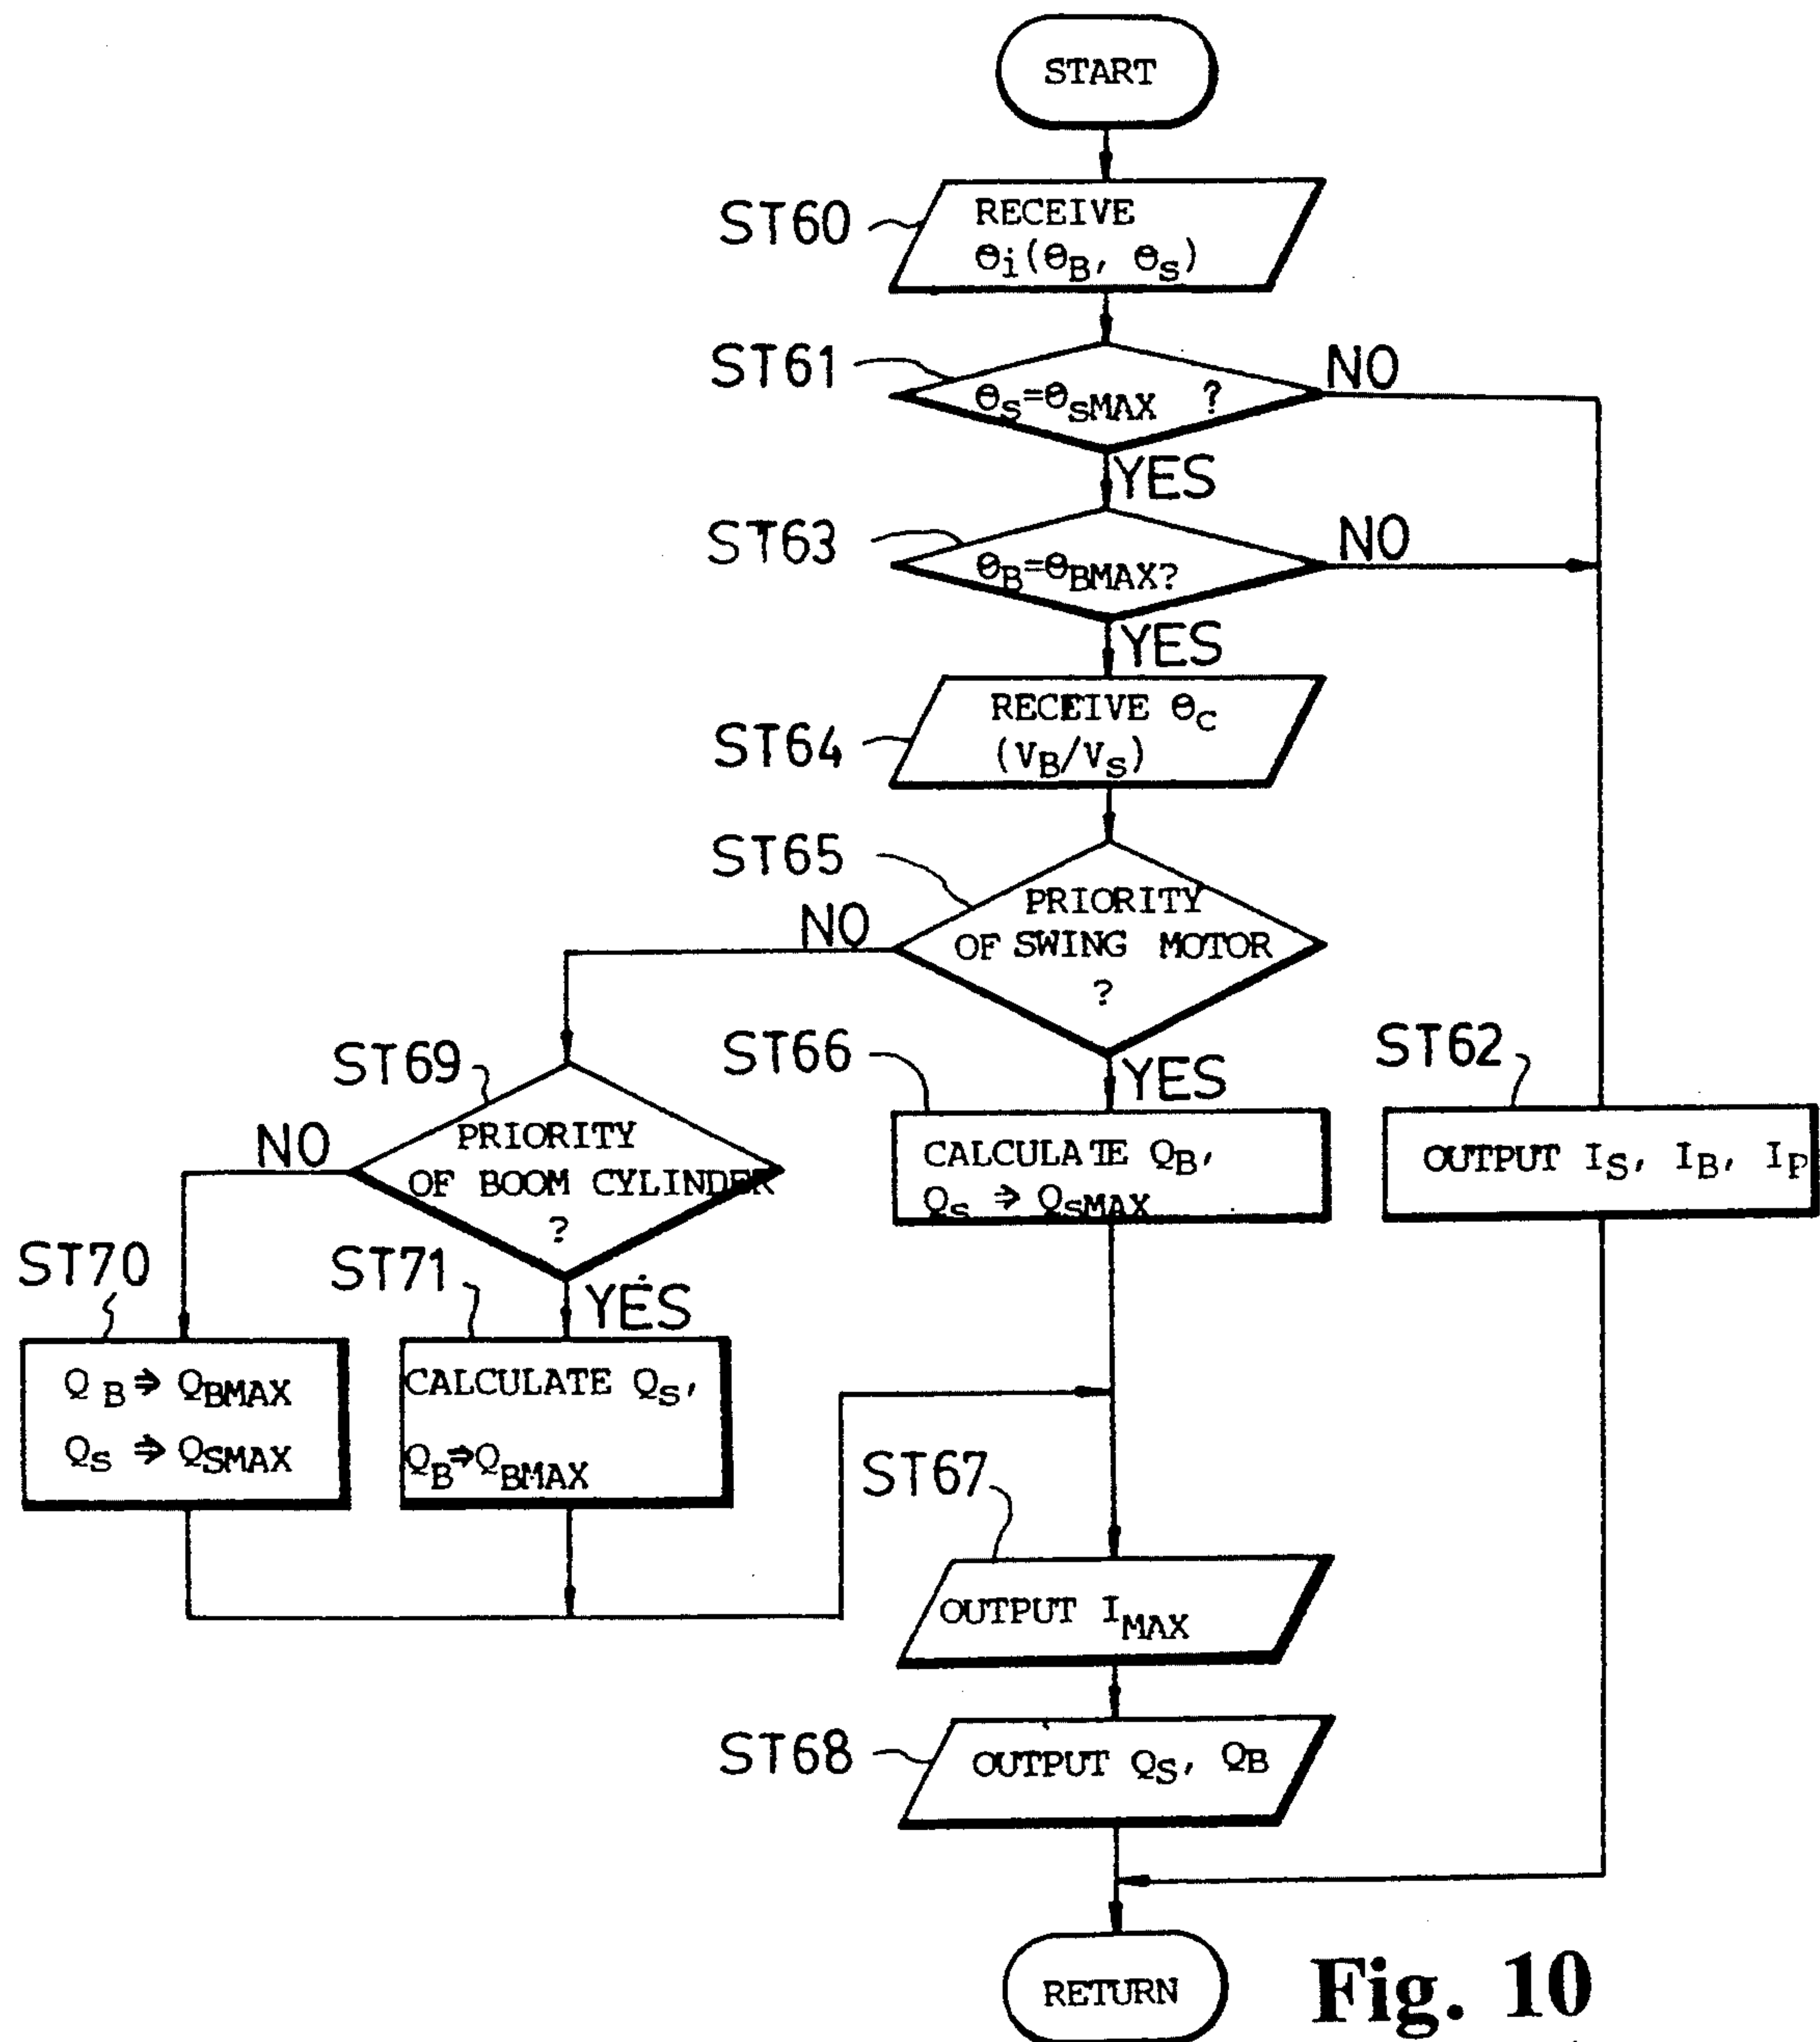 START
ST60
RECEIVE
θi(θB, θs)
ST61
θs=θsMAX ?
NO
YES
ST63
θB=θBMAX?
NO
YES
ST64
RECEIVE θc
(VB/Vs)
ST65
PRIORITY
OF SWING MOTOR
?
NO
YES
ST69
PRIORITY
OF BOOM CYLINDER
?
NO
YES
ST66
CALCULATE QB,
Qs ⇒ QsMAX
ST62
OUTPUT IS, IB, IP
ST70
QB ⇒ QBMAX
Qs ⇒ QSMAX
ST71
CALCULATE Qs,
QB⇒QBMAX
ST67
OUTPUT IMAX
ST68
OUTPUT QS, QB
RETURN
Fig. 10